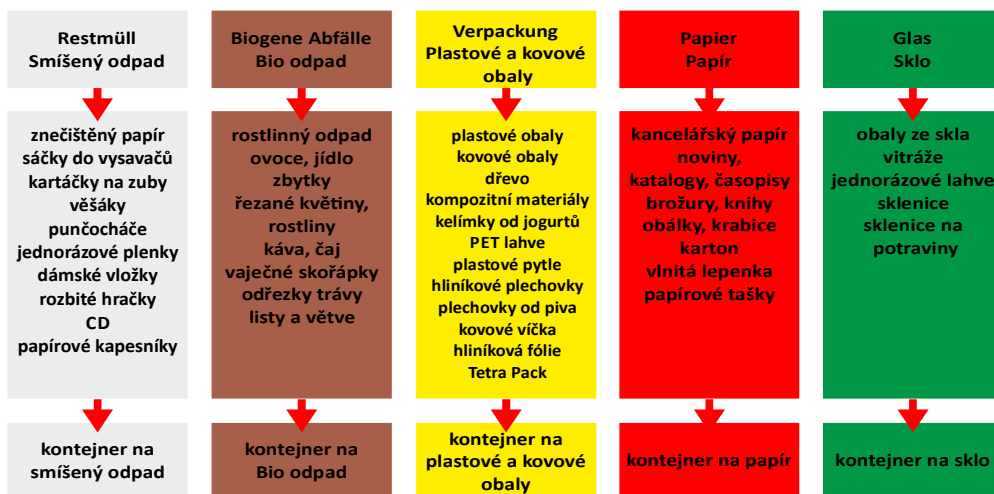 Restmüll
Smíšený odpad
Biogene Abfälle
Bio odpad
Verpackung
Plastové a kovové
obaly
Papier
Papír
Glas
Sklo
znečištěný papír
sáčky do vysavačů
kartáčky na zuby
věšáky
punčocháče
jednorázové plenky
dámské vložky
rozbité hračky
CD
papírové kapesníky
rostlinný odpad
ovoce, jídlo
zbytky
řezané květiny,
rostliny
káva, čaj
vaječné skořápky
odřezky trávy
listy a větve
plastové obaly
kovové obaly
dřevo
kompozitní materiály
kelímky od jogurtů
PET lahve
plastové pytle
hliníkové plechovky
plechovky od piva
kovové víčka
hliníková fólie
Tetra Pack
kancelářský papír
noviny,
katalogy, časopisy
brožury, knihy
obálky, krabice
karton
vlnitá lepenka
papírové tašky
obaly ze skla
vitráže
jednorázové lahve
sklenice
sklenice na
potraviny
kontejner na
smíšený odpad
kontejner na
Bio odpad
kontejner na
plastové a kovové
obaly
kontejner na papír
kontejner na sklo